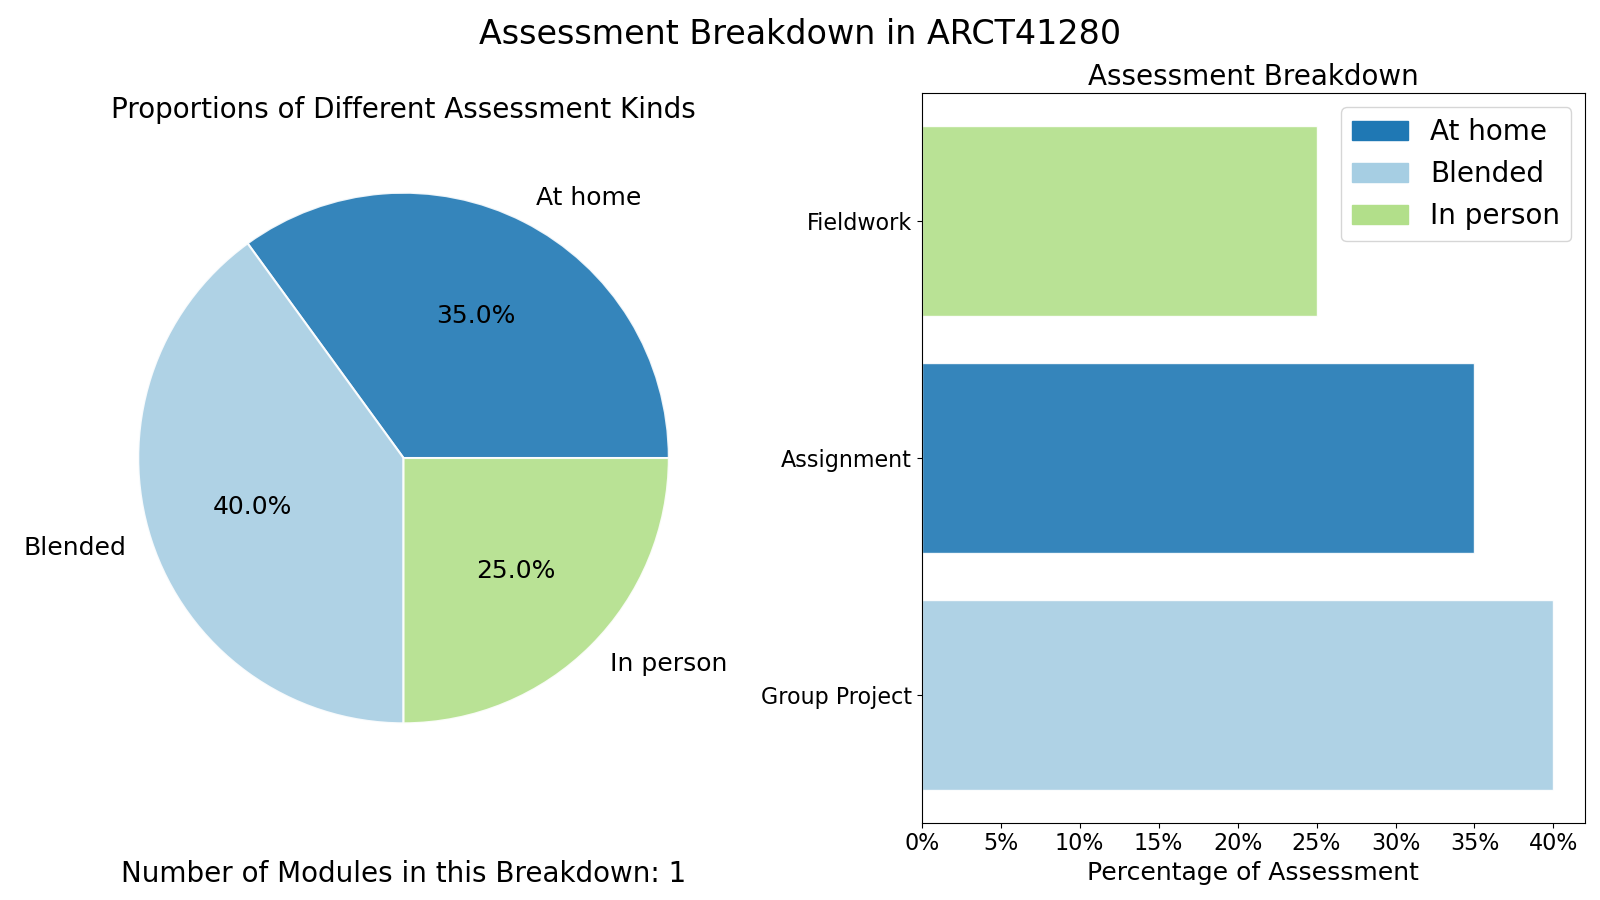 Assessment Breakdown in ARCT41280
Proportions of Different Assessment Kinds
At home
35.0%
40.0%
Blended
25.0%
In person
Number of Modules in this Breakdown: 1
Assessment Breakdown
At home
Blended
In person
Fieldwork
Assignment
Group Project
0% 5% 10% 15% 20% 25% 30% 35% 40%
Percentage of Assessment